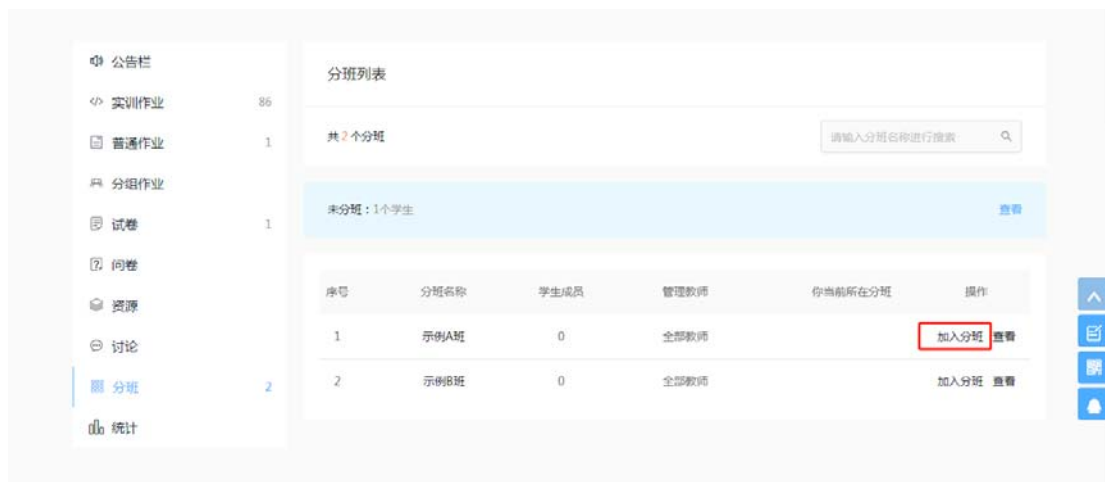 公告栏
实训作业 86
普通作业 1
分组作业
试卷 1
问卷
资源
讨论
分班 2
统计
分班列表
共 2 个分班
请输入分班名称进行搜索
未分班：1个学生 查看
序号 分班名称 学生成员 管理教师 你当前所在分班 操作
1 示例A班 0 全部教师 加入分班 查看
2 示例B班 0 全部教师 加入分班 查看